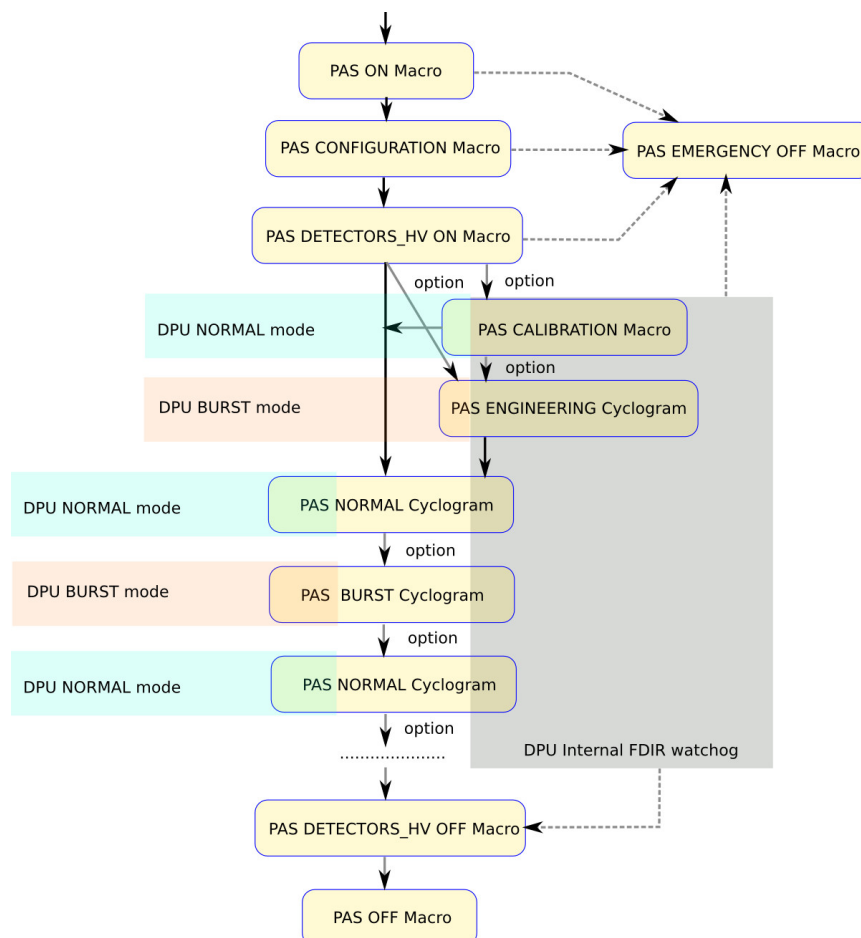 PAS ON Macro
PAS CONFIGURATION Macro
PAS EMERGENCY OFF Macro
PAS DETECTORS_HV ON Macro
option
option
DPU NORMAL mode
PAS CALIBRATION Macro
option
DPU BURST mode
PAS ENGINEERING Cyclogram
DPU NORMAL mode
PAS NORMAL Cyclogram
option
DPU BURST mode
PAS BURST Cyclogram
option
DPU NORMAL mode
PAS NORMAL Cyclogram
option
DPU Internal FDIR watchog
PAS DETECTORS_HV OFF Macro
PAS OFF Macro